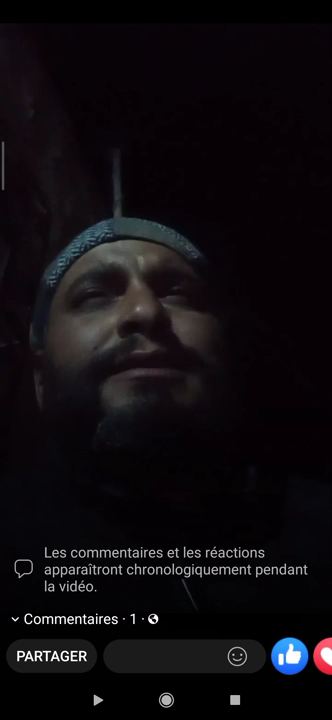 Les commentaires et les réactions
apparaîtront chronologiquement pendant
la vidéo.
Commentaires · 1 ·
PARTAGER